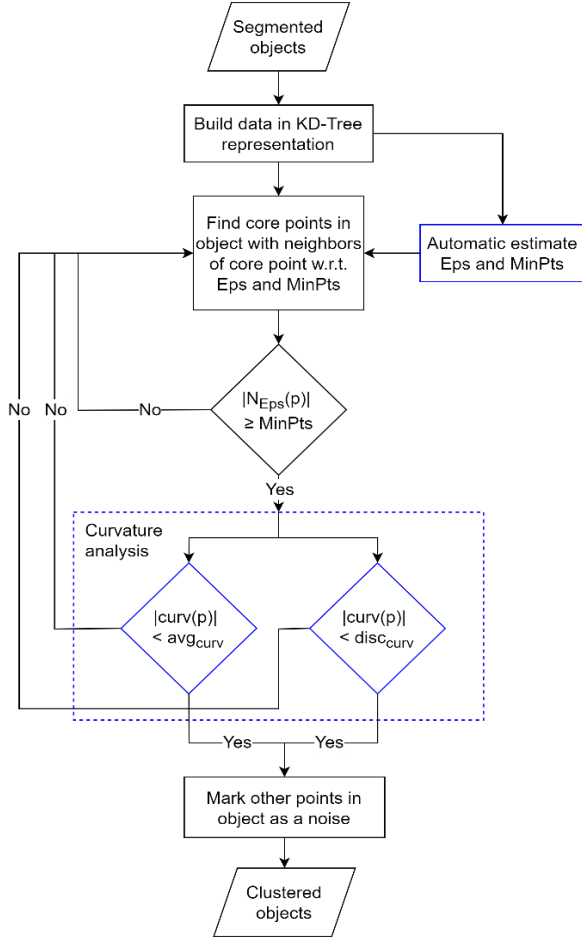 Segmented
objects
Build data in KD-Tree
representation
Find core points in
object with neighbors
of core point w.r.t.
Eps and MinPts
Automatic estimate
Eps and MinPts
|N_Eps(p)|
≥ MinPts
No
No
No
Yes
Curvature
analysis
|curv(p)|
< avg_curv
|curv(p)|
< disc_curv
Yes
Yes
Mark other points in
object as a noise
Clustered
objects